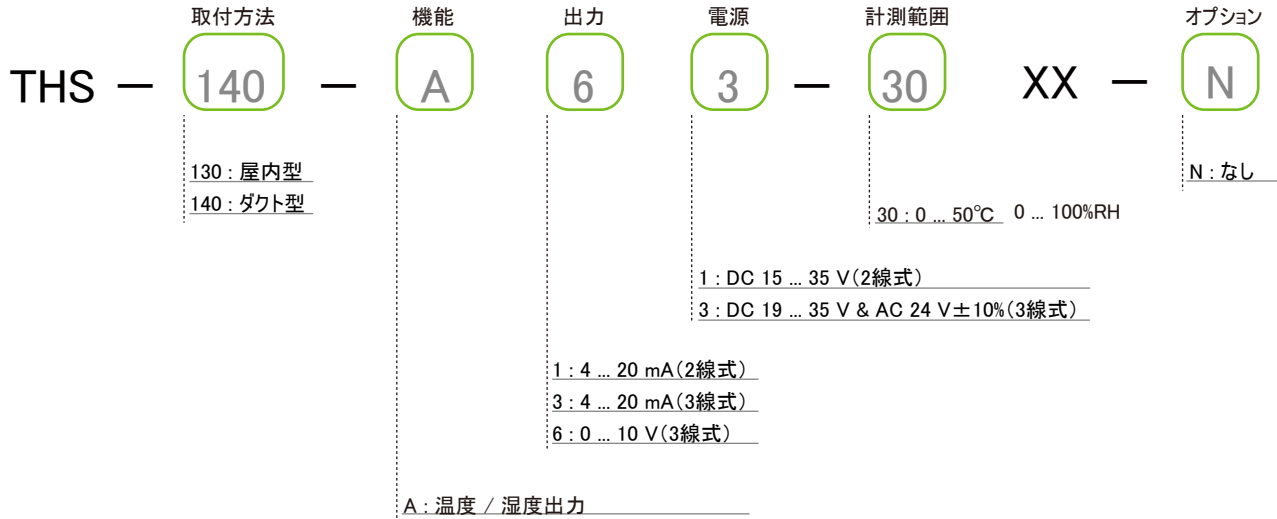 取付方法 機能 出力 電源 計測範囲 オプション
THS － 140 － A 6 3 － 30 XX － N
130 : 屋内型
140 : ダクト型
N : なし
30 : 0 ... 50℃ 0 ... 100%RH
1 : DC 15 ... 35 V(2線式)
3 : DC 19 ... 35 V & AC 24 V±10%(3線式)
1 : 4 ... 20 mA(2線式)
3 : 4 ... 20 mA(3線式)
6 : 0 ... 10 V(3線式)
A : 温度 / 湿度出力